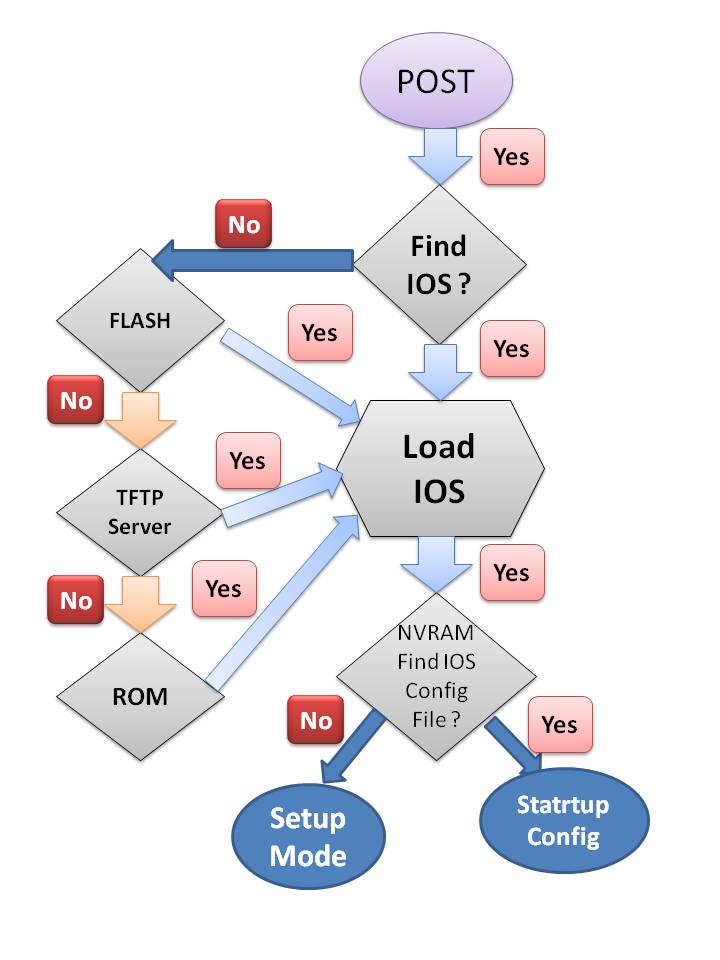 POST
Yes
No
Find
IOS ?
FLASH
Yes
Yes
No
Load
IOS
Yes
TFTP
Server
Yes
Yes
No
ROM
NVRAM
Find IOS
Config
File ?
No
Yes
Setup
Mode
Statrtup
Config